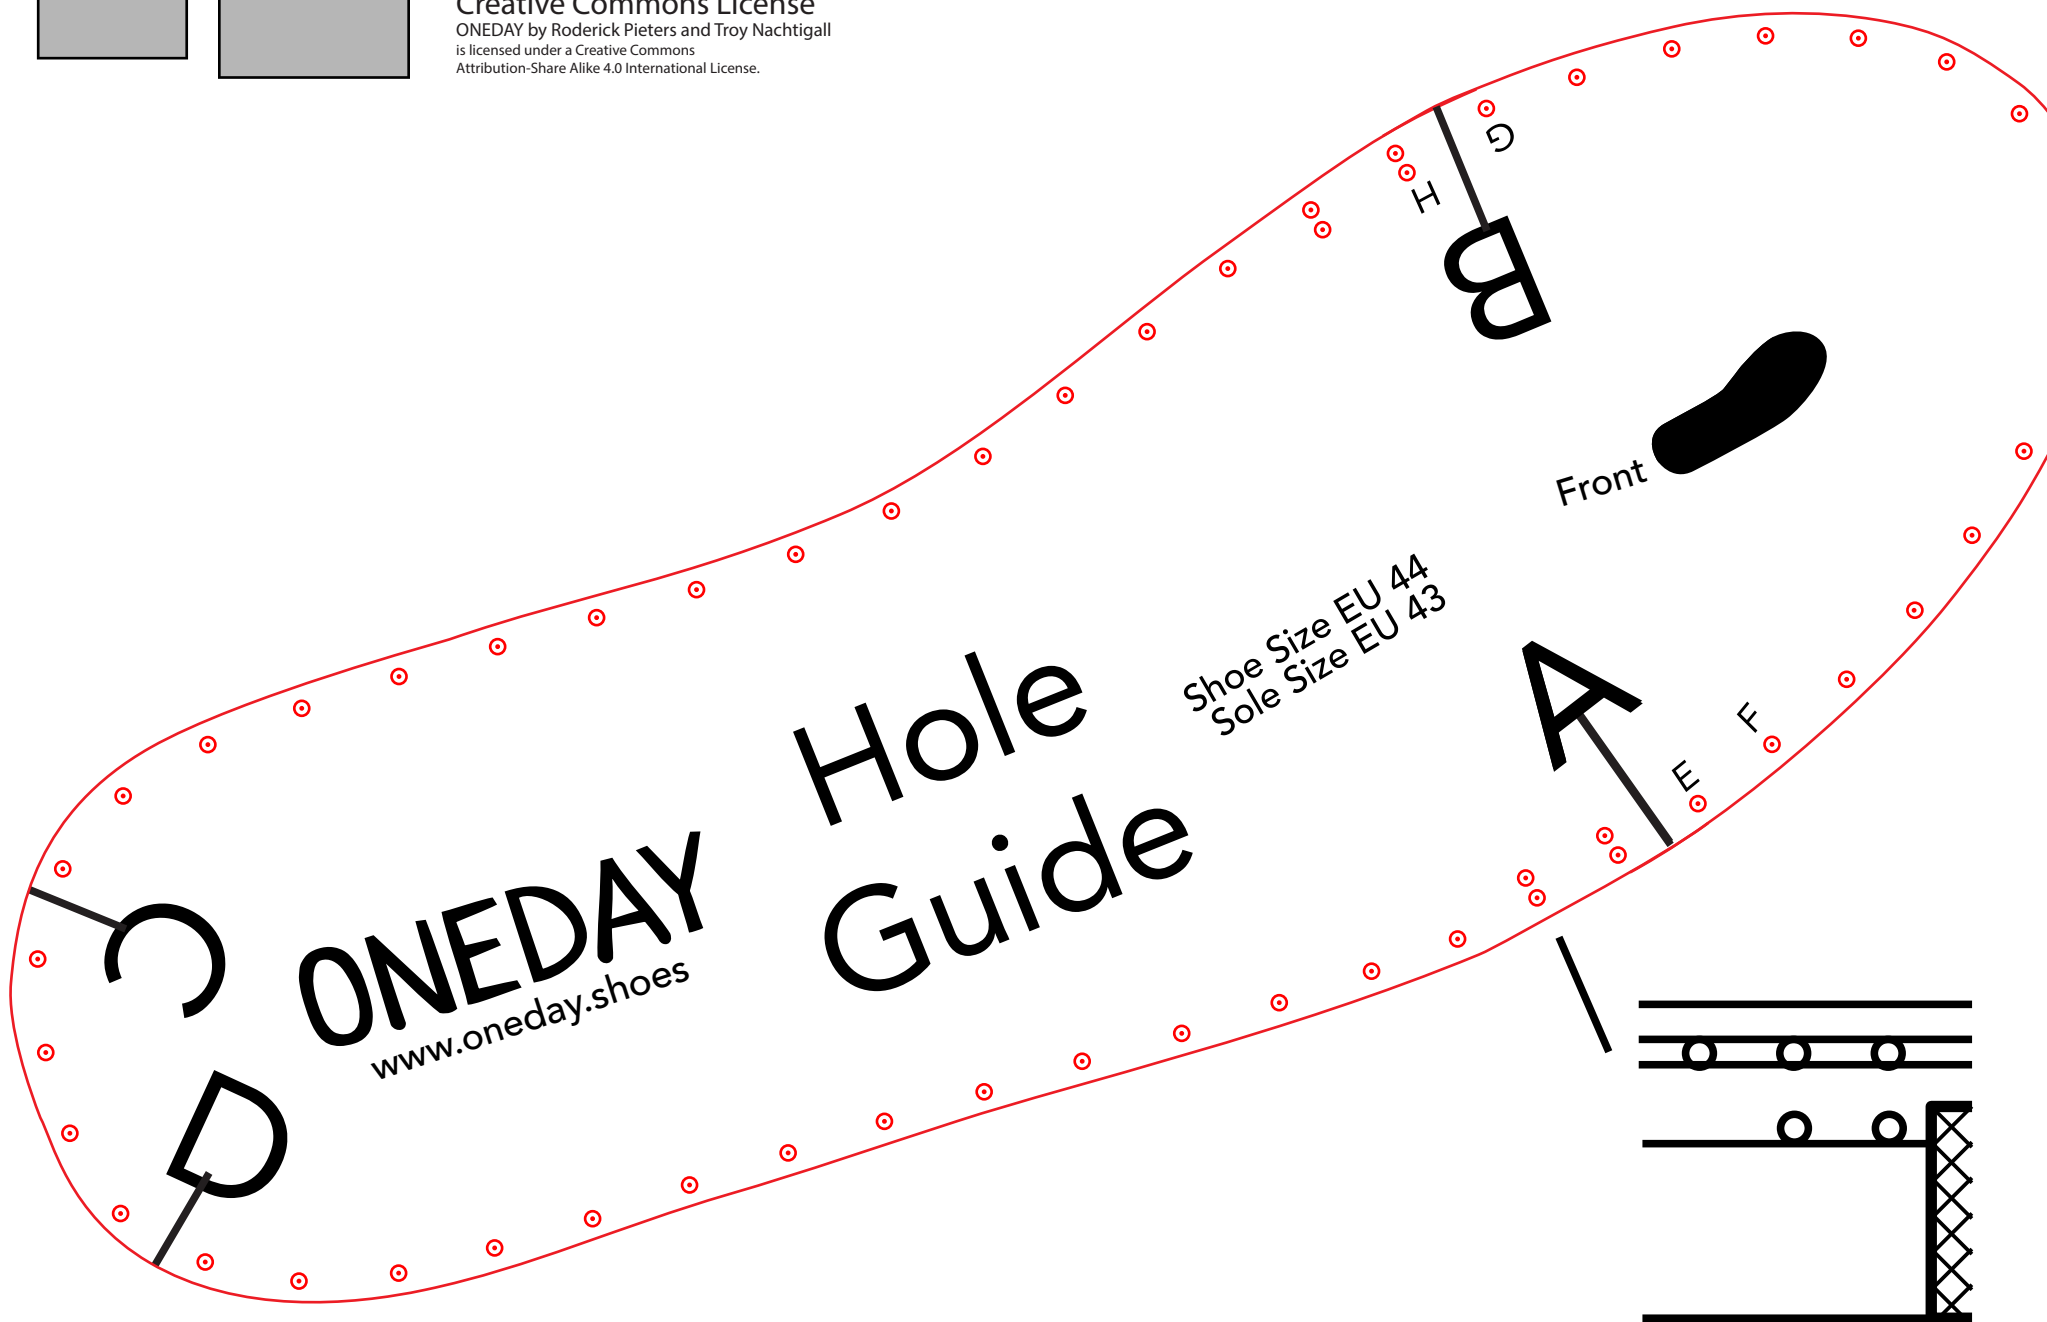 Creative Commons License
ONEDAY by Roderick Pieters and Troy Nachtigall
is licensed under a Creative Commons
Attribution-Share Alike 4.0 International License.
G
H
B
Front
Shoe Size EU 44
Sole Size EU 43
A
F
E
Hole
Guide
C
ONEDAY
www.oneday.shoes
D